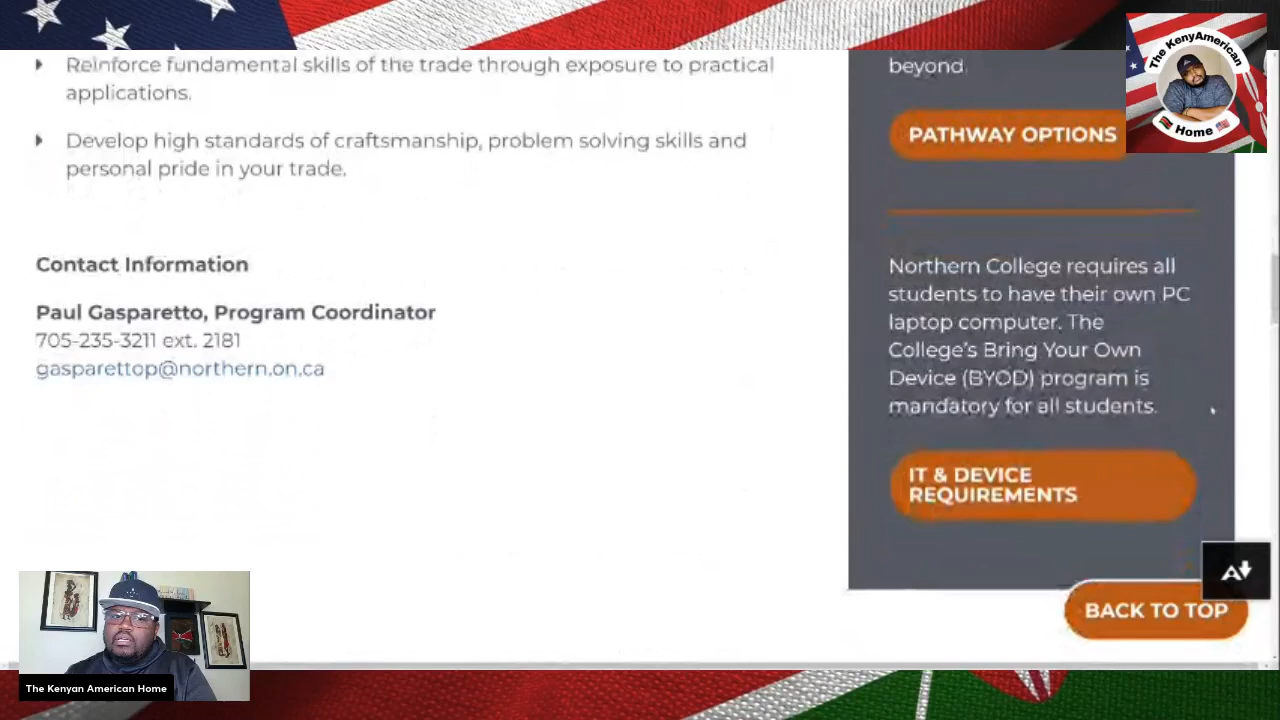 Reinforce fundamental skills of the trade through exposure to practical
applications.
Develop high standards of craftsmanship, problem solving skills and
personal pride in your trade.
Contact Information
Paul Gasparetto, Program Coordinator
705-235-3211 ext. 2181
gasparettop@northern.on.ca
beyond.
PATHWAY OPTIONS
Northern College requires all
students to have their own PC
laptop computer. The
College's Bring Your Own
Device (BYOD) program is
mandatory for all students.
IT & DEVICE
REQUIREMENTS
BACK TO TOP
The KenyAmerican
Home
The Kenyan American Home